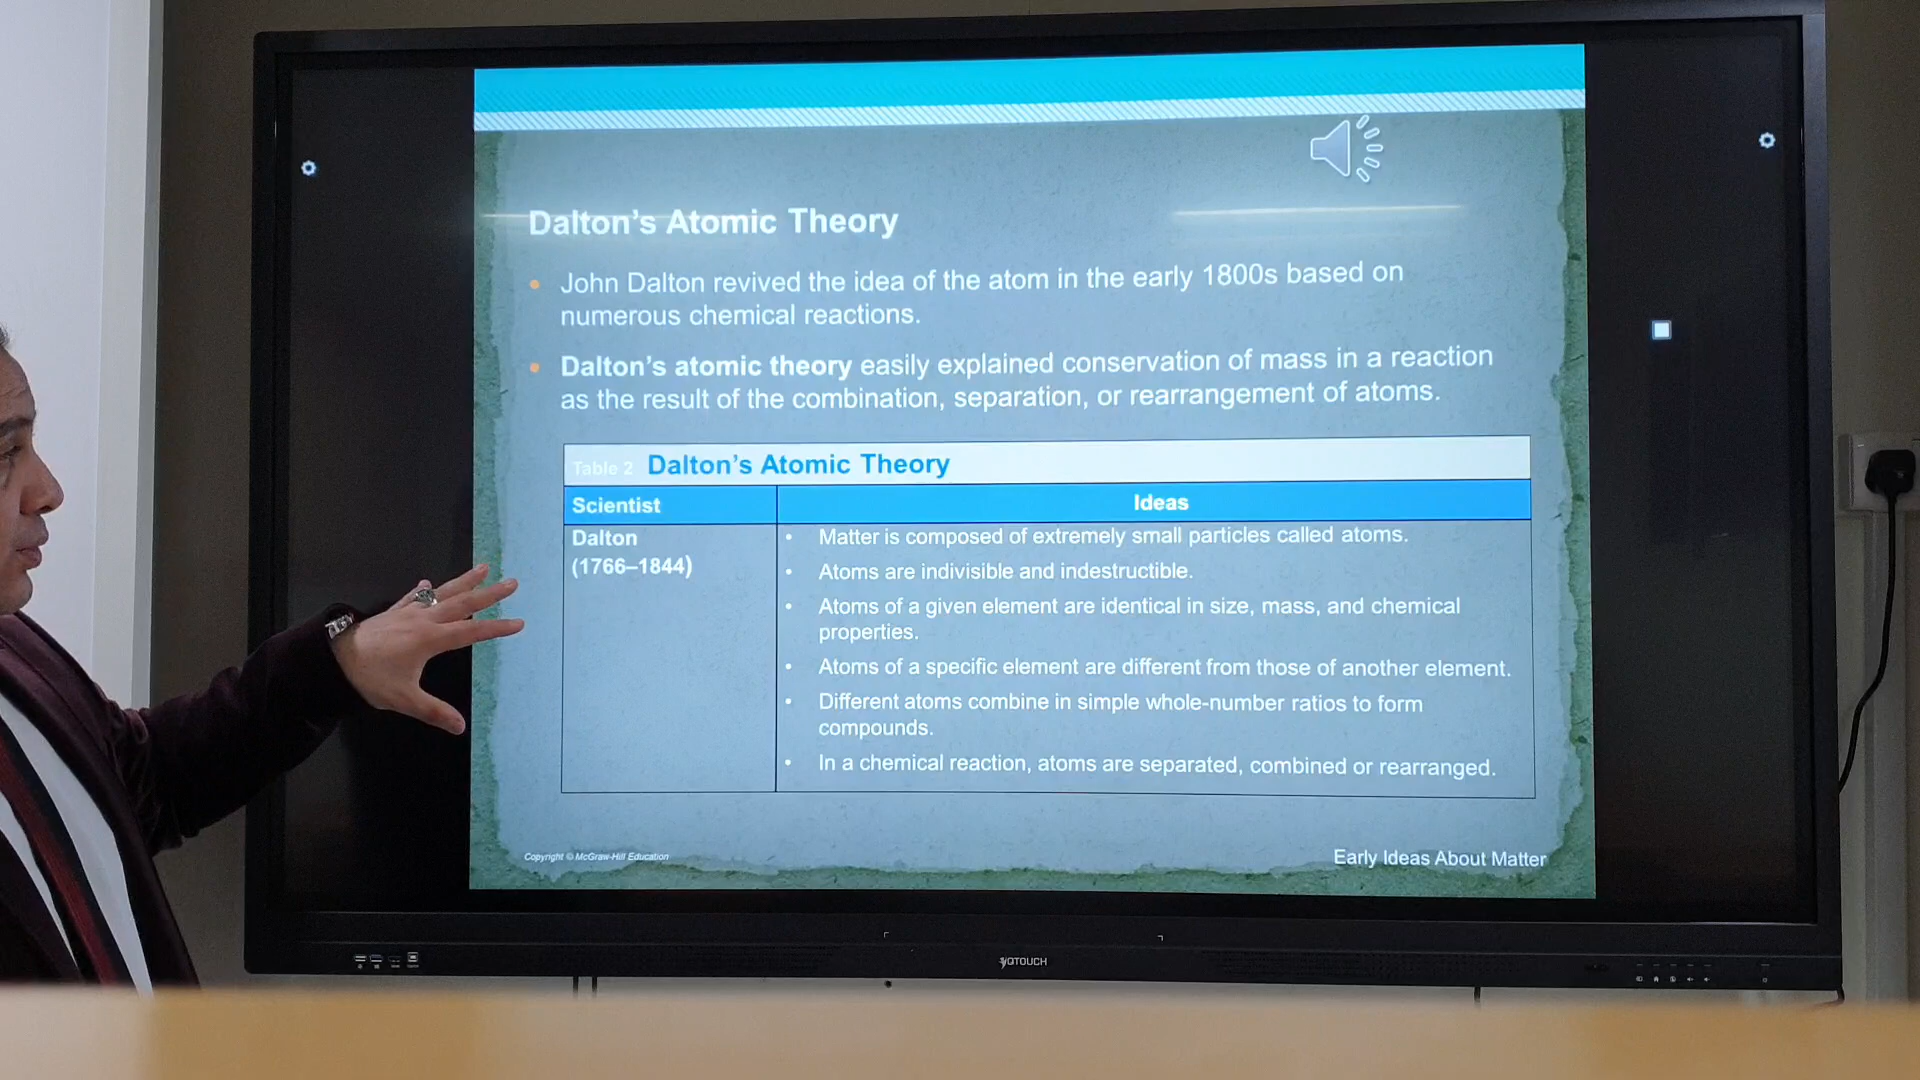 Dalton’s Atomic Theory
• John Dalton revived the idea of the atom in the early 1800s based on
numerous chemical reactions.
• Dalton’s atomic theory easily explained conservation of mass in a reaction
as the result of the combination, separation, or rearrangement of atoms.
Table 2 Dalton’s Atomic Theory
Scientist Ideas
Dalton
(1766–1844)
• Matter is composed of extremely small particles called atoms.
• Atoms are indivisible and indestructible.
• Atoms of a given element are identical in size, mass, and chemical
properties.
• Atoms of a specific element are different from those of another element.
• Different atoms combine in simple whole-number ratios to form
compounds.
• In a chemical reaction, atoms are separated, combined or rearranged.
Copyright © McGraw-Hill Education
Early Ideas About Matter